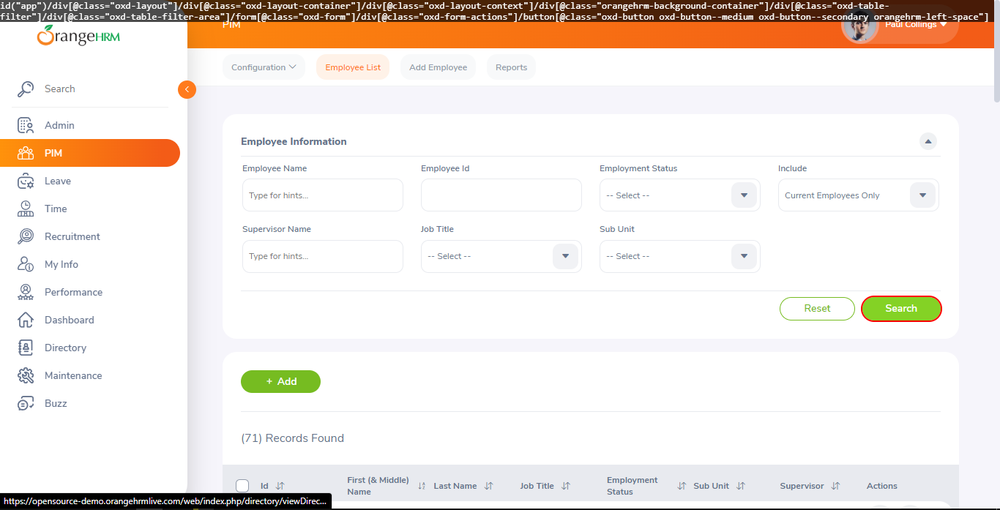 id("app")/div[@class="oxd-layout"]/div[@class="oxd-layout-container"]/div[@class="oxd-layout-context"]/div[@class="orangehrm-background-container"]/div[@class="oxd-table-
filter"]/div[@class="oxd-table-filter-area"]/form[@class="oxd-form"]/div[@class="oxd-form-actions"]/button[@class="oxd-button oxd-button--medium oxd-button--secondary orangehrm-left-space"]
OrangeHRM
PIM
Paul Collings
Configuration
Employee List
Add Employee
Reports
Search
Admin
PIM
Leave
Time
Recruitment
My Info
Performance
Dashboard
Directory
Maintenance
Buzz
Employee Information
Employee Name
Employee Id
Employment Status
Include
Type for hints...
-- Select --
Current Employees Only
Supervisor Name
Job Title
Sub Unit
Type for hints...
-- Select --
-- Select --
Reset
Search
+ Add
(71) Records Found
Id
First (& Middle)
Name
Last Name
Job Title
Employment
Status
Sub Unit
Supervisor
Actions
https://opensource-demo.orangehrmlive.com/web/index.php/directory/viewDirec...